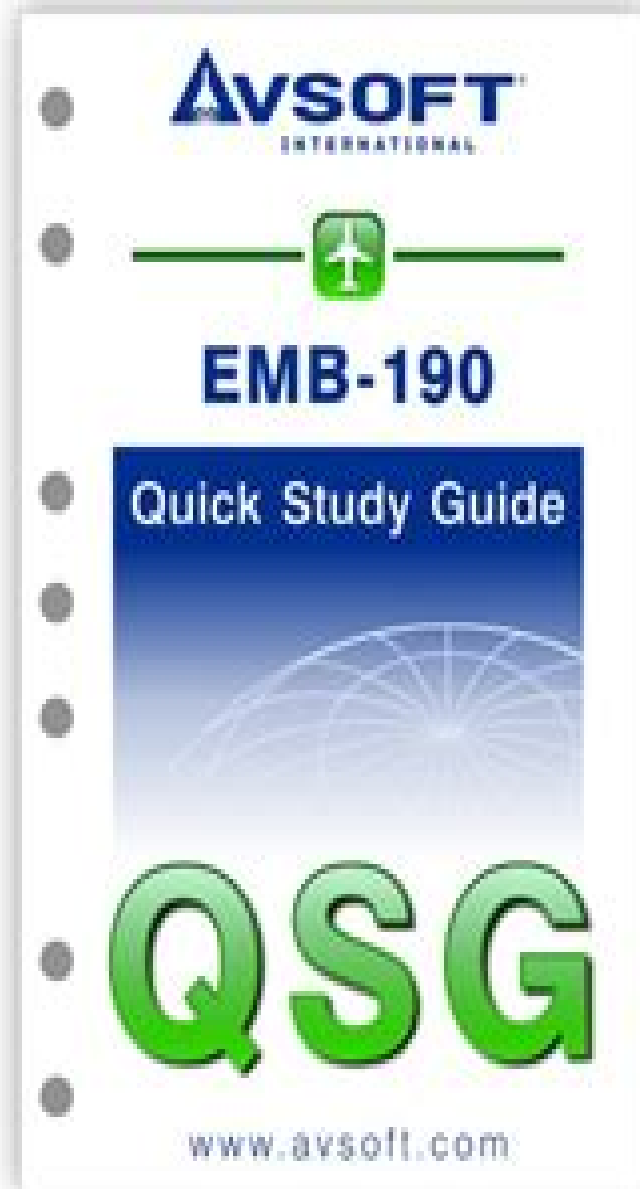 AVSOFT
INTERNATIONAL
EMB-190
Quick Study Guide
QSG
www.avsoft.com